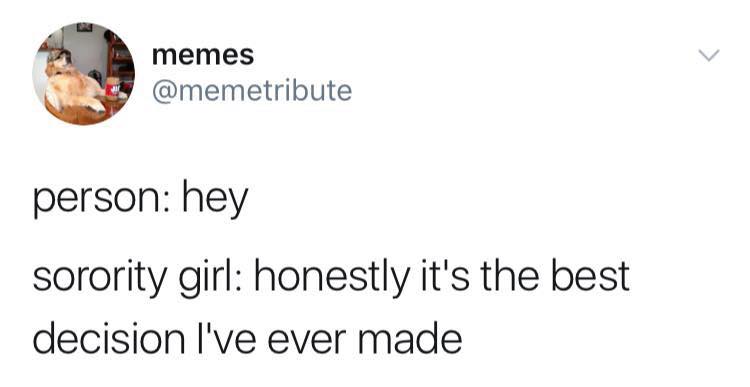 memes
@memetribute
person: hey
sorority girl: honestly it's the best
decision I've ever made